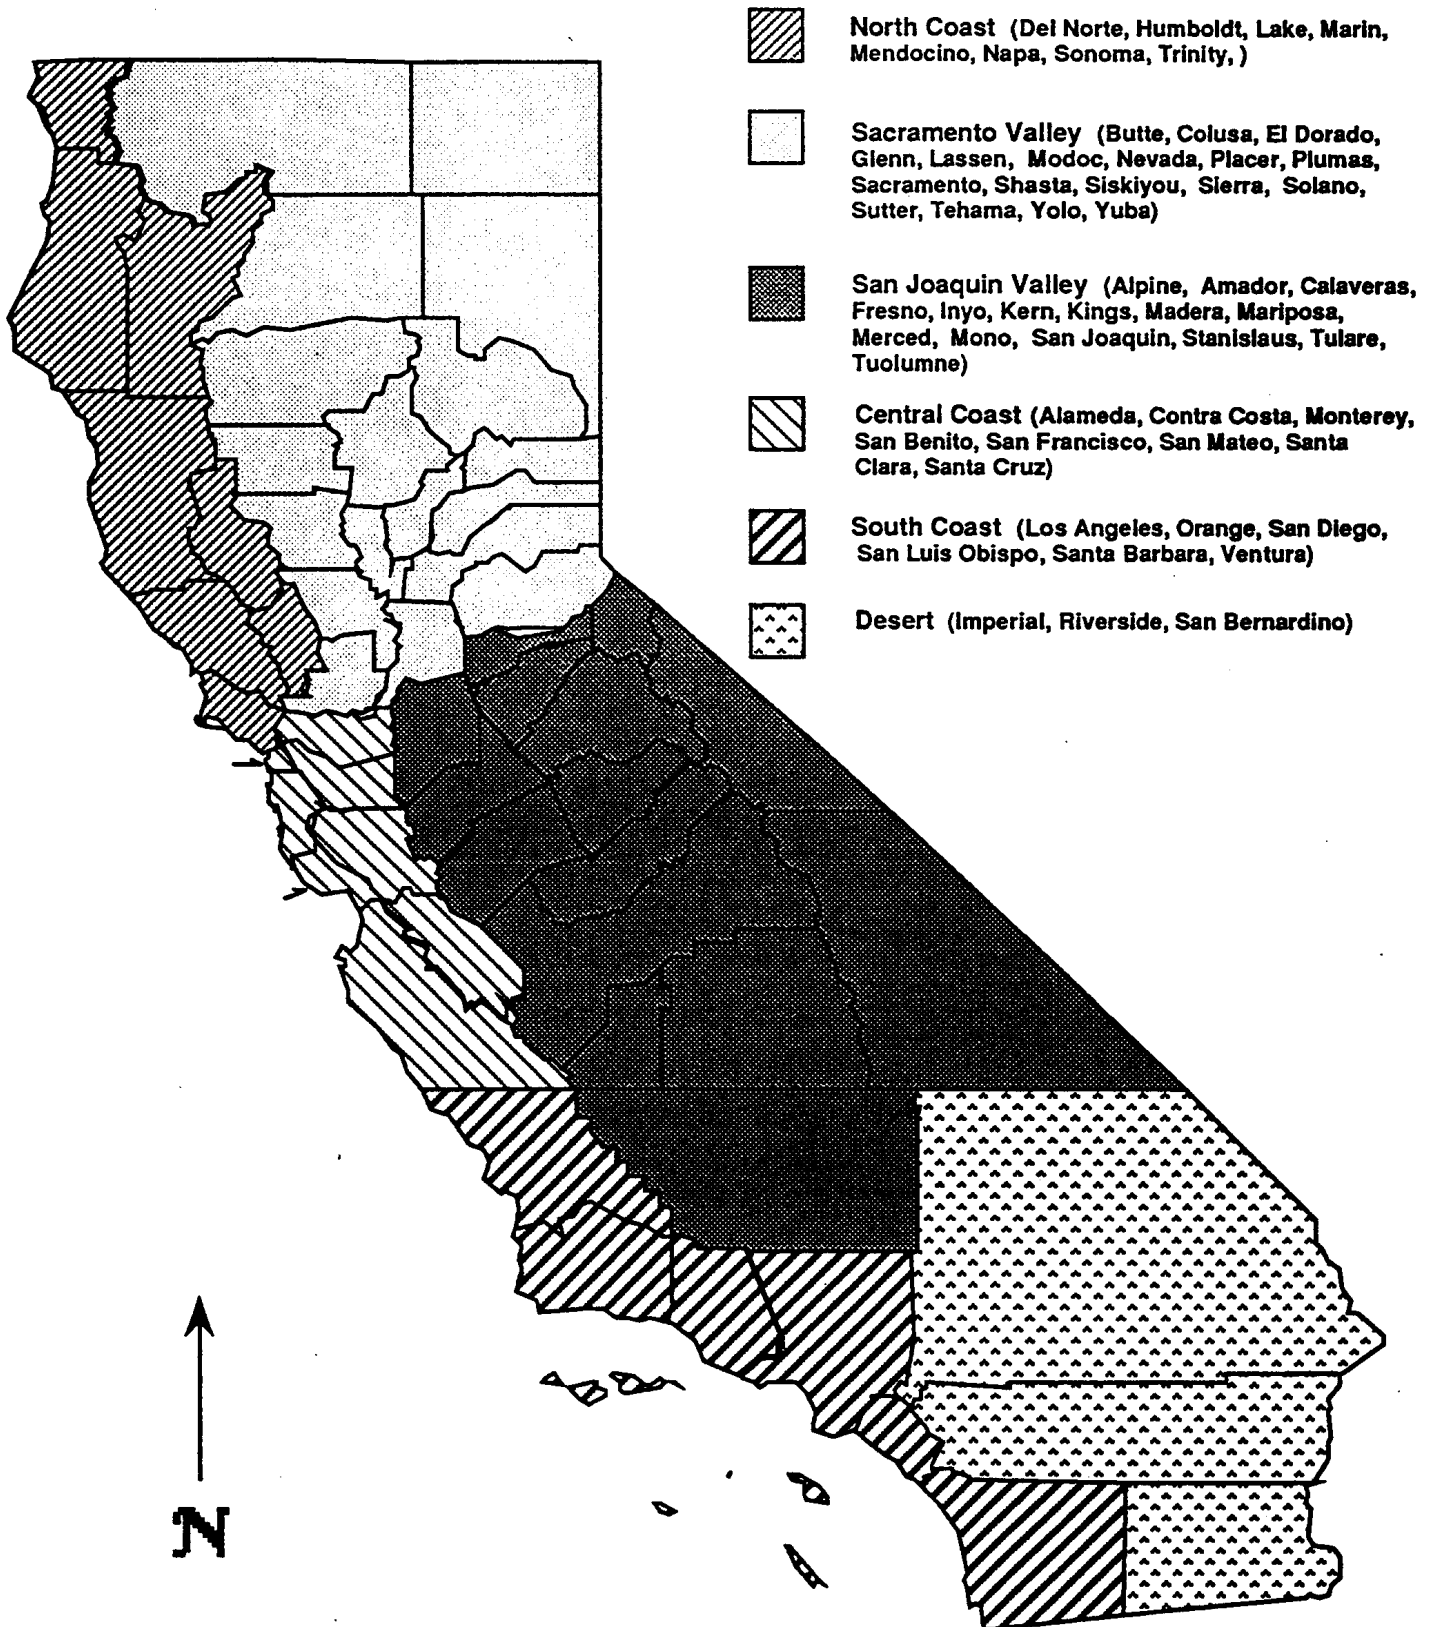 North Coast (Del Norte, Humboldt, Lake, Marin,
Mendocino, Napa, Sonoma, Trinity, )
Sacramento Valley (Butte, Colusa, El Dorado,
Glenn, Lassen, Modoc, Nevada, Placer, Plumas,
Sacramento, Shasta, Siskiyou, Sierra, Solano,
Sutter, Tehama, Yolo, Yuba)
San Joaquin Valley (Alpine, Amador, Calaveras,
Fresno, Inyo, Kern, Kings, Madera, Mariposa,
Merced, Mono, San Joaquin, Stanislaus, Tulare,
Tuolumne)
Central Coast (Alameda, Contra Costa, Monterey,
San Benito, San Francisco, San Mateo, Santa
Clara, Santa Cruz)
South Coast (Los Angeles, Orange, San Diego,
San Luis Obispo, Santa Barbara, Ventura)
Desert (Imperial, Riverside, San Bernardino)
N